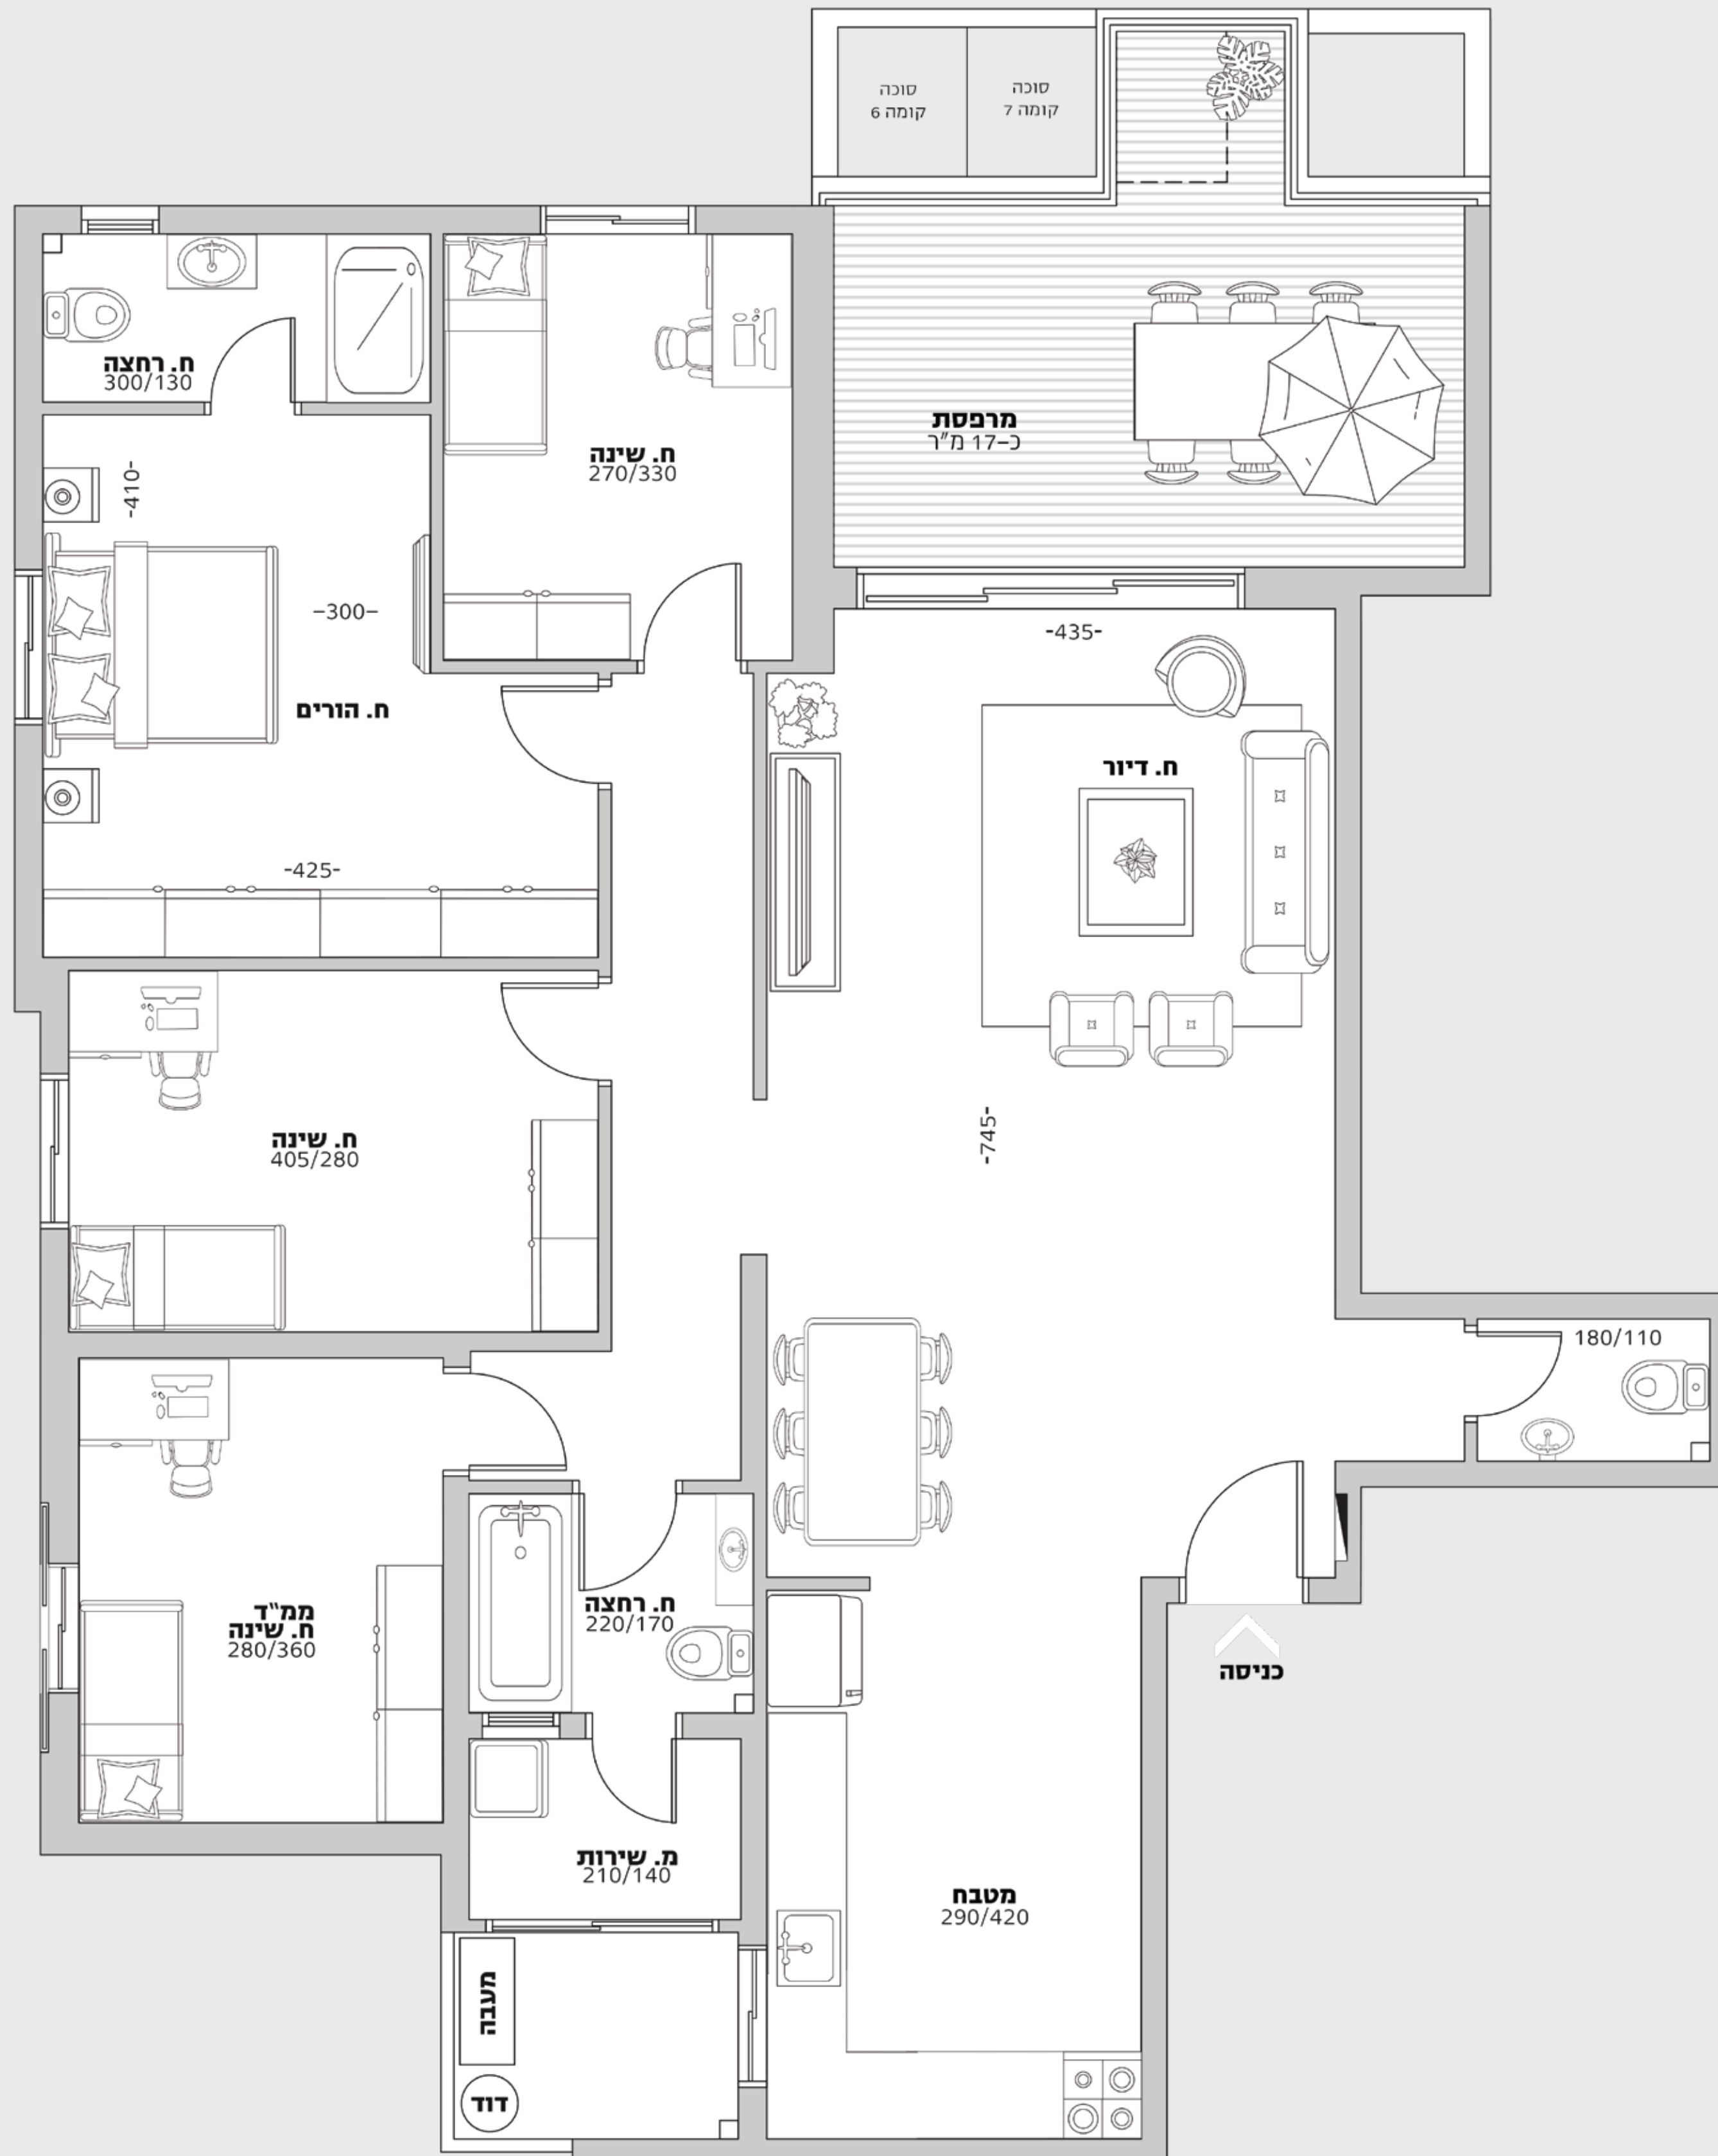 סוכה
קומה 7
סוכה
קומה 6
ח. רחצה
300/130
מרפסת
כ–17 מ"ר
ח. שינה
270/330
-410-
–300–
-435-
ח. הורים
ח. דיור
-425-
-745-
ח. שינה
405/280
180/110
ח. רחצה
220/170
ממ"ד
ח. שינה
280/360
כניסה
מ. שירות
210/140
מטבח
290/420
מעבה
דוד